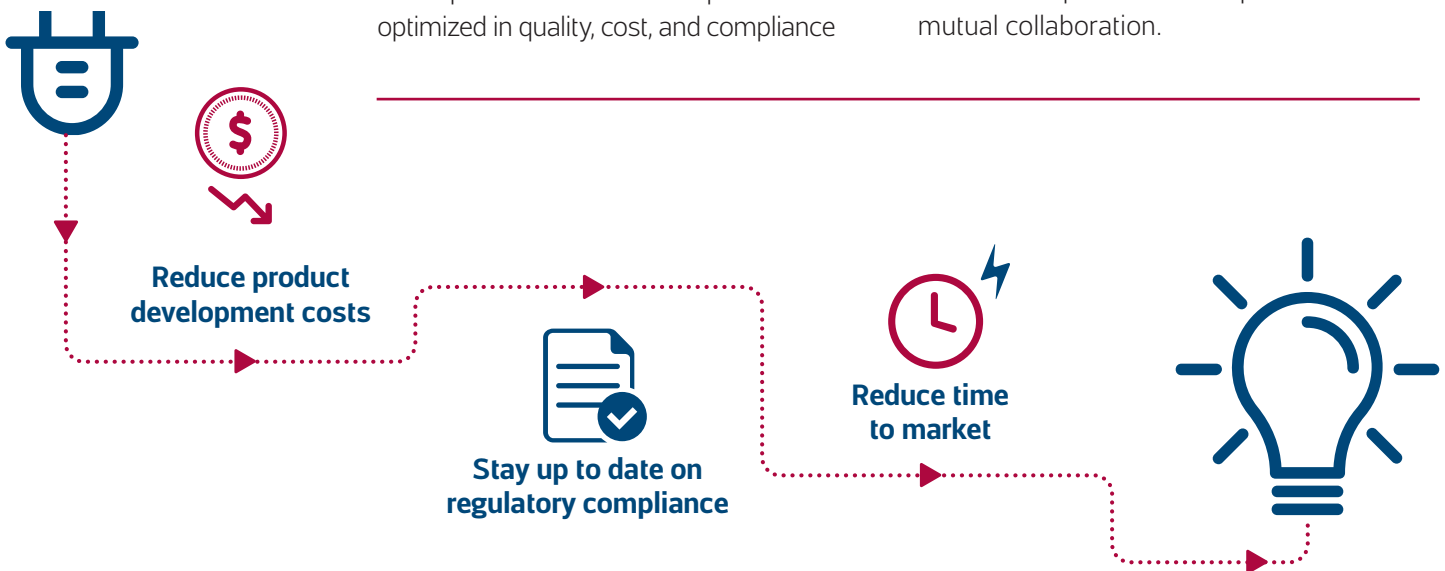 optimized in quality, cost, and compliance
mutual collaboration.
$
Reduce product
development costs
Stay up to date on
regulatory compliance
Reduce time
to market